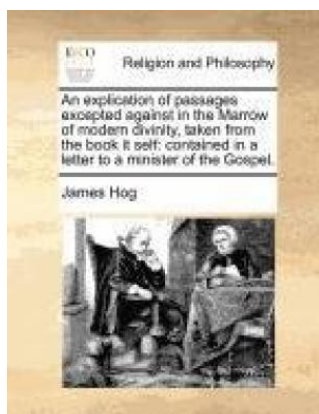 ECCO
Religion and Philosophy
An explication of passages
excepted against in the Marrow
of modern divinity, taken from
the book it self: contained in a
letter to a minister of the Gospel.
James Hog